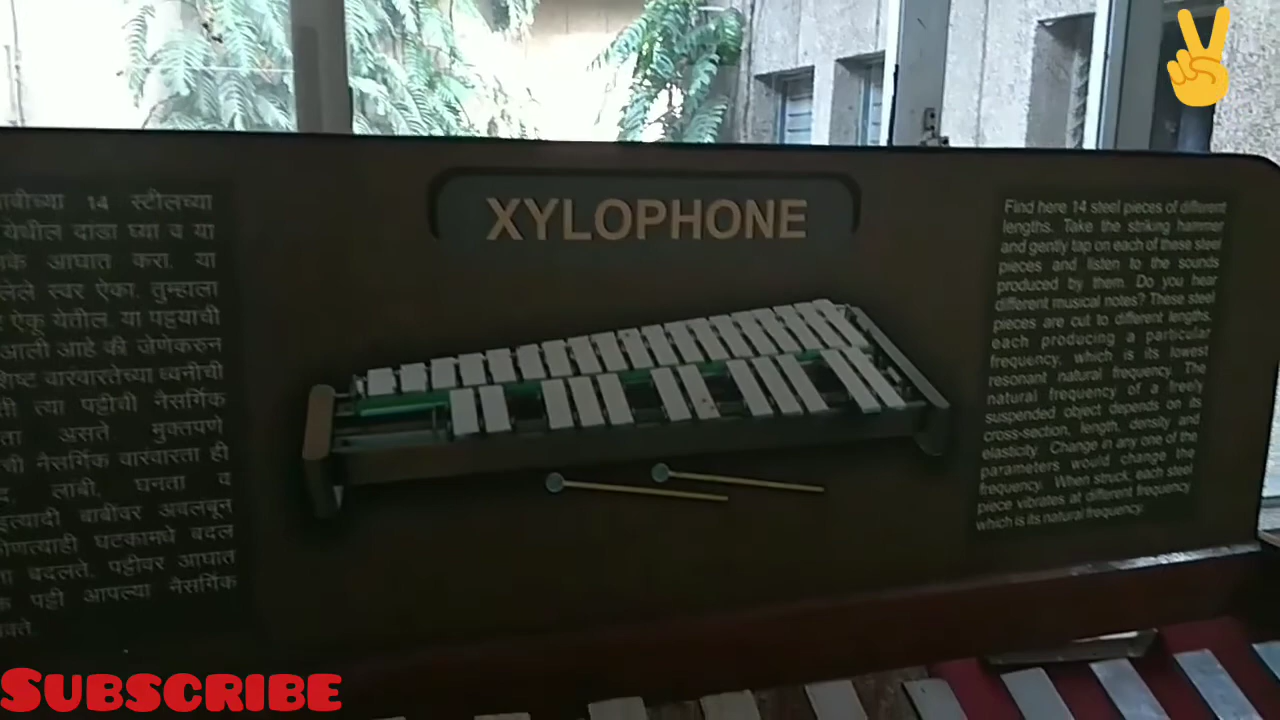 XYLOPHONE
14 स्टीलच्या
येथील दांडा घ्या व या
आघात करा. या
स्वर ऐका. तुम्हाला
ऐकू येतील. या पट्टयाची
आली आहे की जेणेकरुन
वारंवारतेच्या ध्वनीची
त्या पट्टीची नैसर्गिक
असते. मुक्तपणे
ची नैसर्गिक वारंवारता ही
लांबी, घनता व
इत्यादी बाबींवर अवलंबून
घटकामधे बदल
बदलते. पट्टीवर आघात
पट्टी आपल्या नैसर्गिक
Find here 14 steel pieces of different
lengths. Take the striking hammer
and gently tap on each of these steel
pieces and listen to the sounds
produced by them. Do you hear
different musical notes? These steel
pieces are cut to different lengths,
each producing a particular
frequency, which is its lowest
resonant natural frequency. The
natural frequency of a freely
suspended object depends on its
cross-section, length, density and
elasticity. Change in any one of the
parameters would change the
frequency. When struck, each steel
piece vibrates at different frequency
which is its natural frequency.
SUBSCRIBE